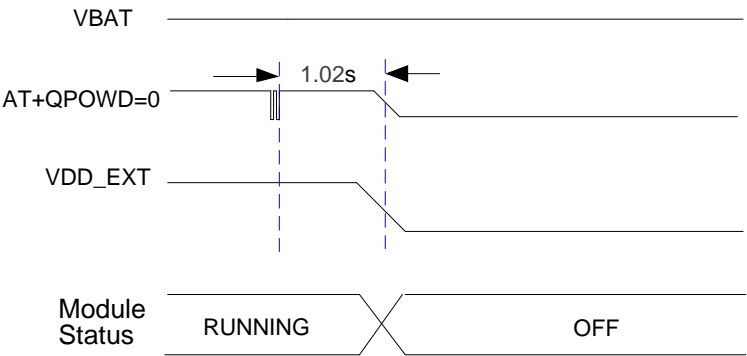 VBAT
1.02s
AT+QPOWD=0
VDD_EXT
Module
Status
RUNNING
OFF